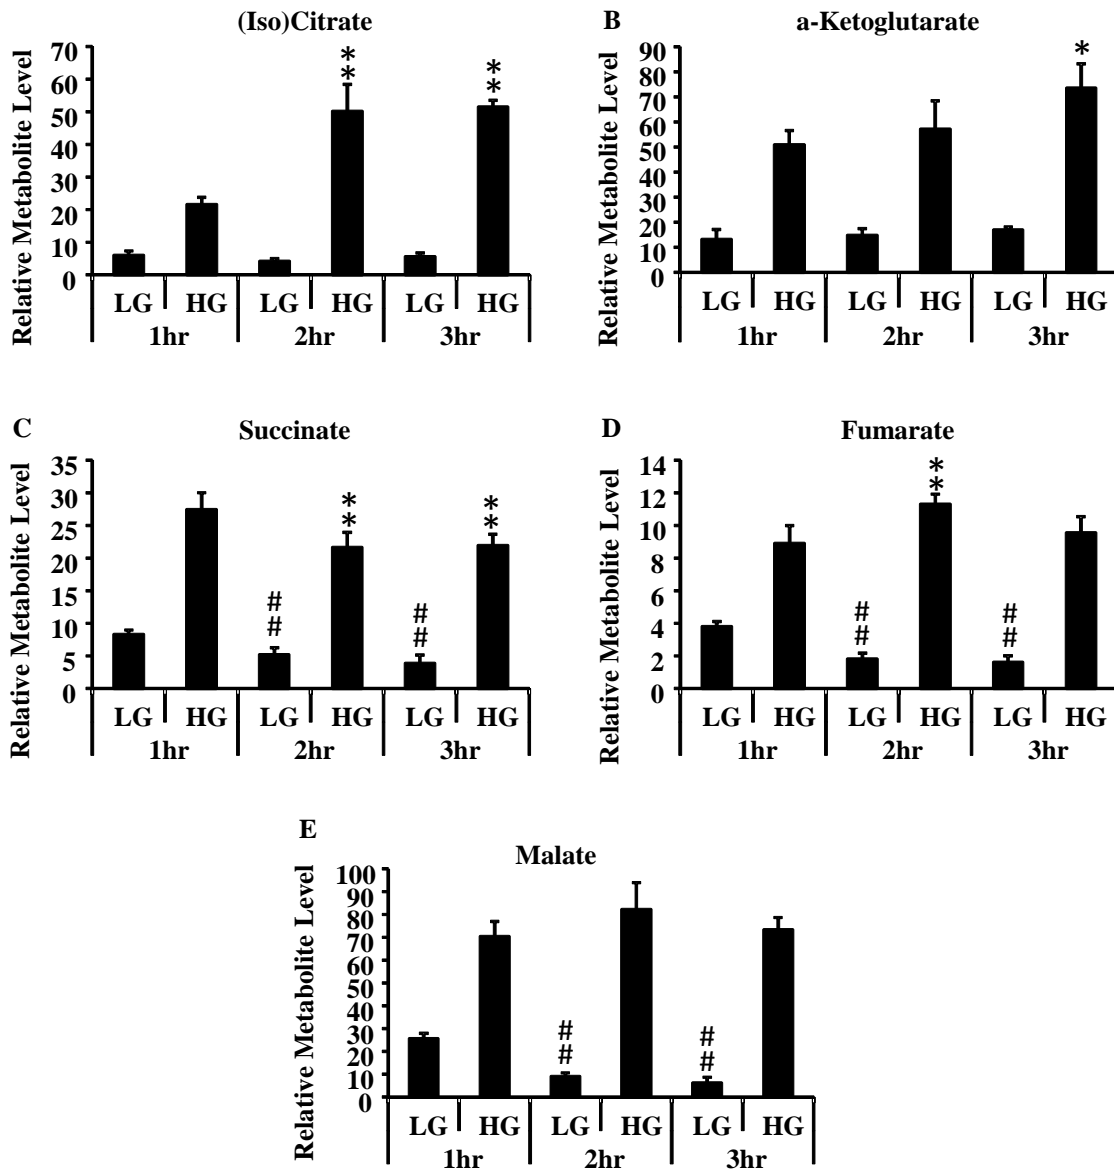 (Iso)Citrate
Relative Metabolite Level
70
60
50
40
30
20
10
0
**
**
LG HG LG HG LG HG
1hr 2hr 3hr
B
a-Ketoglutarate
Relative Metabolite Level
90
80
70
60
50
40
30
20
10
0
*
LG HG LG HG LG HG
1hr 2hr 3hr
C
Succinate
Relative Metabolite Level
35
30
25
20
15
10
5
0
##
**
##
**
LG HG LG HG LG HG
1hr 2hr 3hr
D
Fumarate
Relative Metabolite Level
14
12
10
8
6
4
2
0
##
**
##
LG HG LG HG LG HG
1hr 2hr 3hr
E
Malate
Relative Metabolite Level
100
90
80
70
60
50
40
30
20
10
0
##
##
LG HG LG HG LG HG
1hr 2hr 3hr